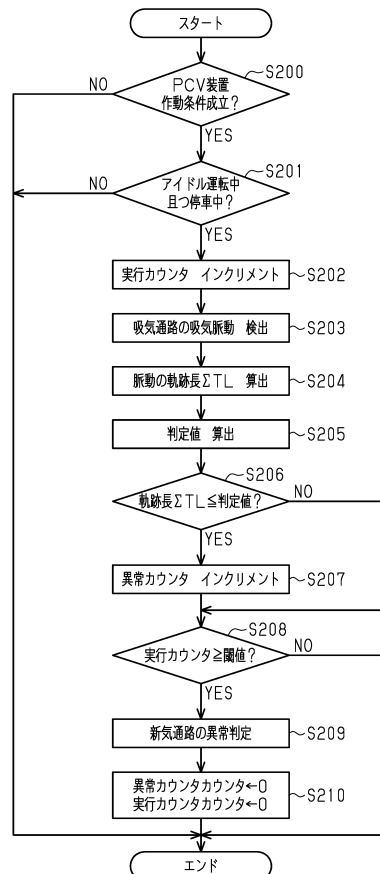 スタート
PCV装置
作動条件成立?
S200
NO
YES
アイドル運転中
且つ停車中?
S201
NO
YES
実行カウンタ インクリメント
S202
吸気通路の吸気脈動 検出
S203
脈動の軌跡長ΣTL 算出
S204
判定値 算出
S205
軌跡長ΣTL≦判定値?
S206
NO
YES
異常カウンタ インクリメント
S207
実行カウンタ≧閾値?
S208
NO
YES
新気通路の異常判定
S209
異常カウンタカウンタ←0
実行カウンタカウンタ←0
S210
エンド